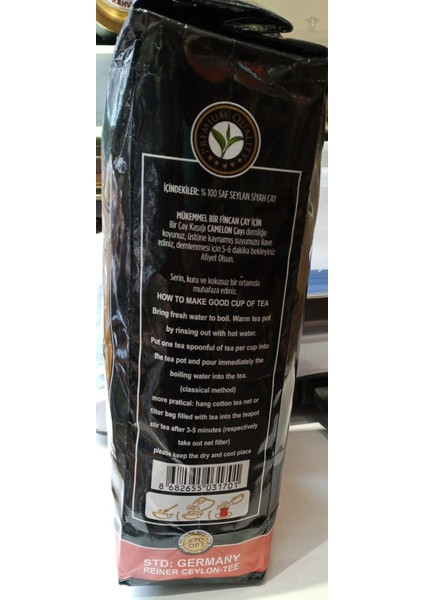 PREMIUM QUALITY
İÇİNDEKİLER: % 100 SAF SEYLAN SİYAH ÇAY
MÜKEMMEL BİR FİNCAN ÇAY İÇİN
Bir Çay Kaşığı CAMELON Çayı demliğe
koyunuz, üstüne kaynamış suyunuzu ilave
ediniz, demlenmesi için 5-6 dakika bekleyiniz
Afiyet Olsun.
Serin, kuru ve kokusuz bir ortamda
muhafaza ediniz.
HOW TO MAKE GOOD CUP OF TEA
Bring fresh water to boil. Warm tea pot
by rinsing out with hot water.
Put one tea spoonful of tea per cup into
the tea pot and pour immediately the
boiling water into the tea.
(classical method)
more pratical: hang cotton tea net or
filter bag filled with tea into the teapot
stir tea after 3-5 minutes (respectively
take out net filter)
please keep the dry and cool place
8 682655 031701
STD: GERMANY
REINER CEYLON-TEE